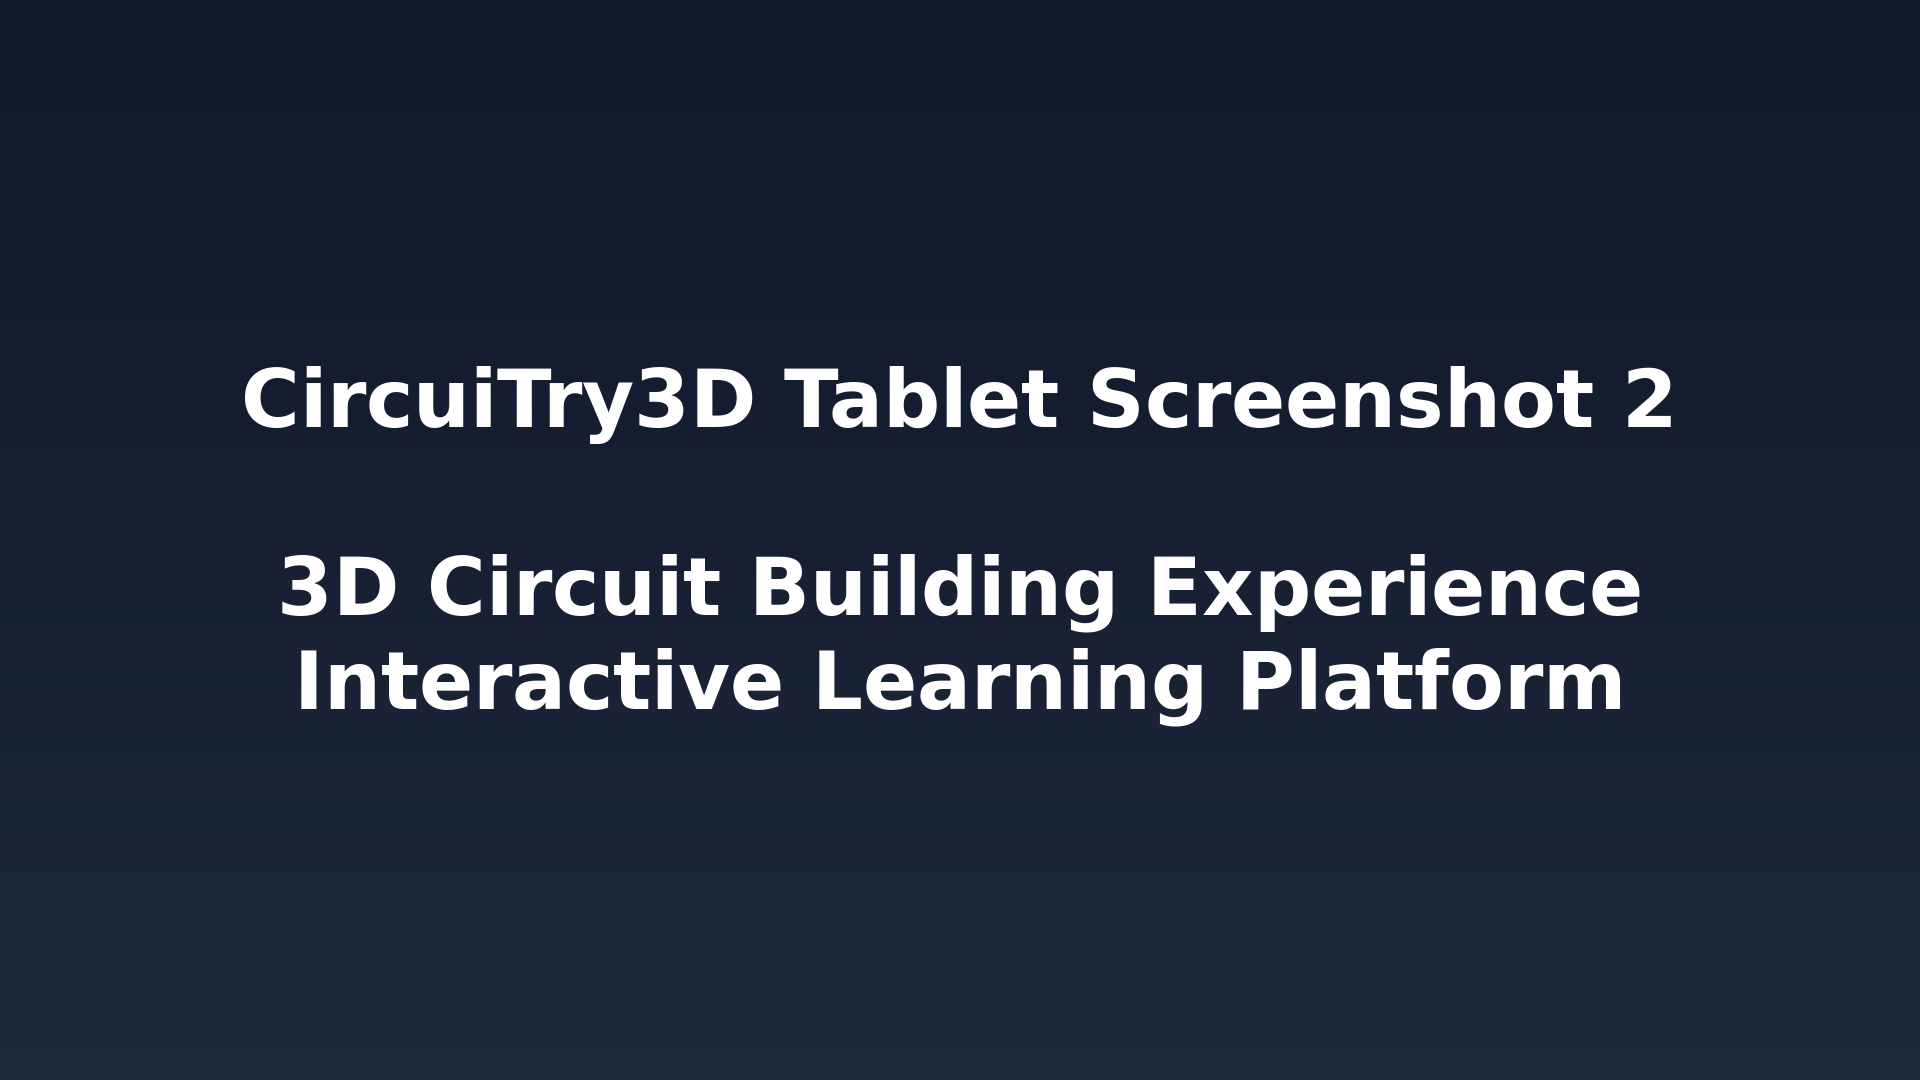 CircuiTry3D Tablet Screenshot 2
3D Circuit Building Experience
Interactive Learning Platform